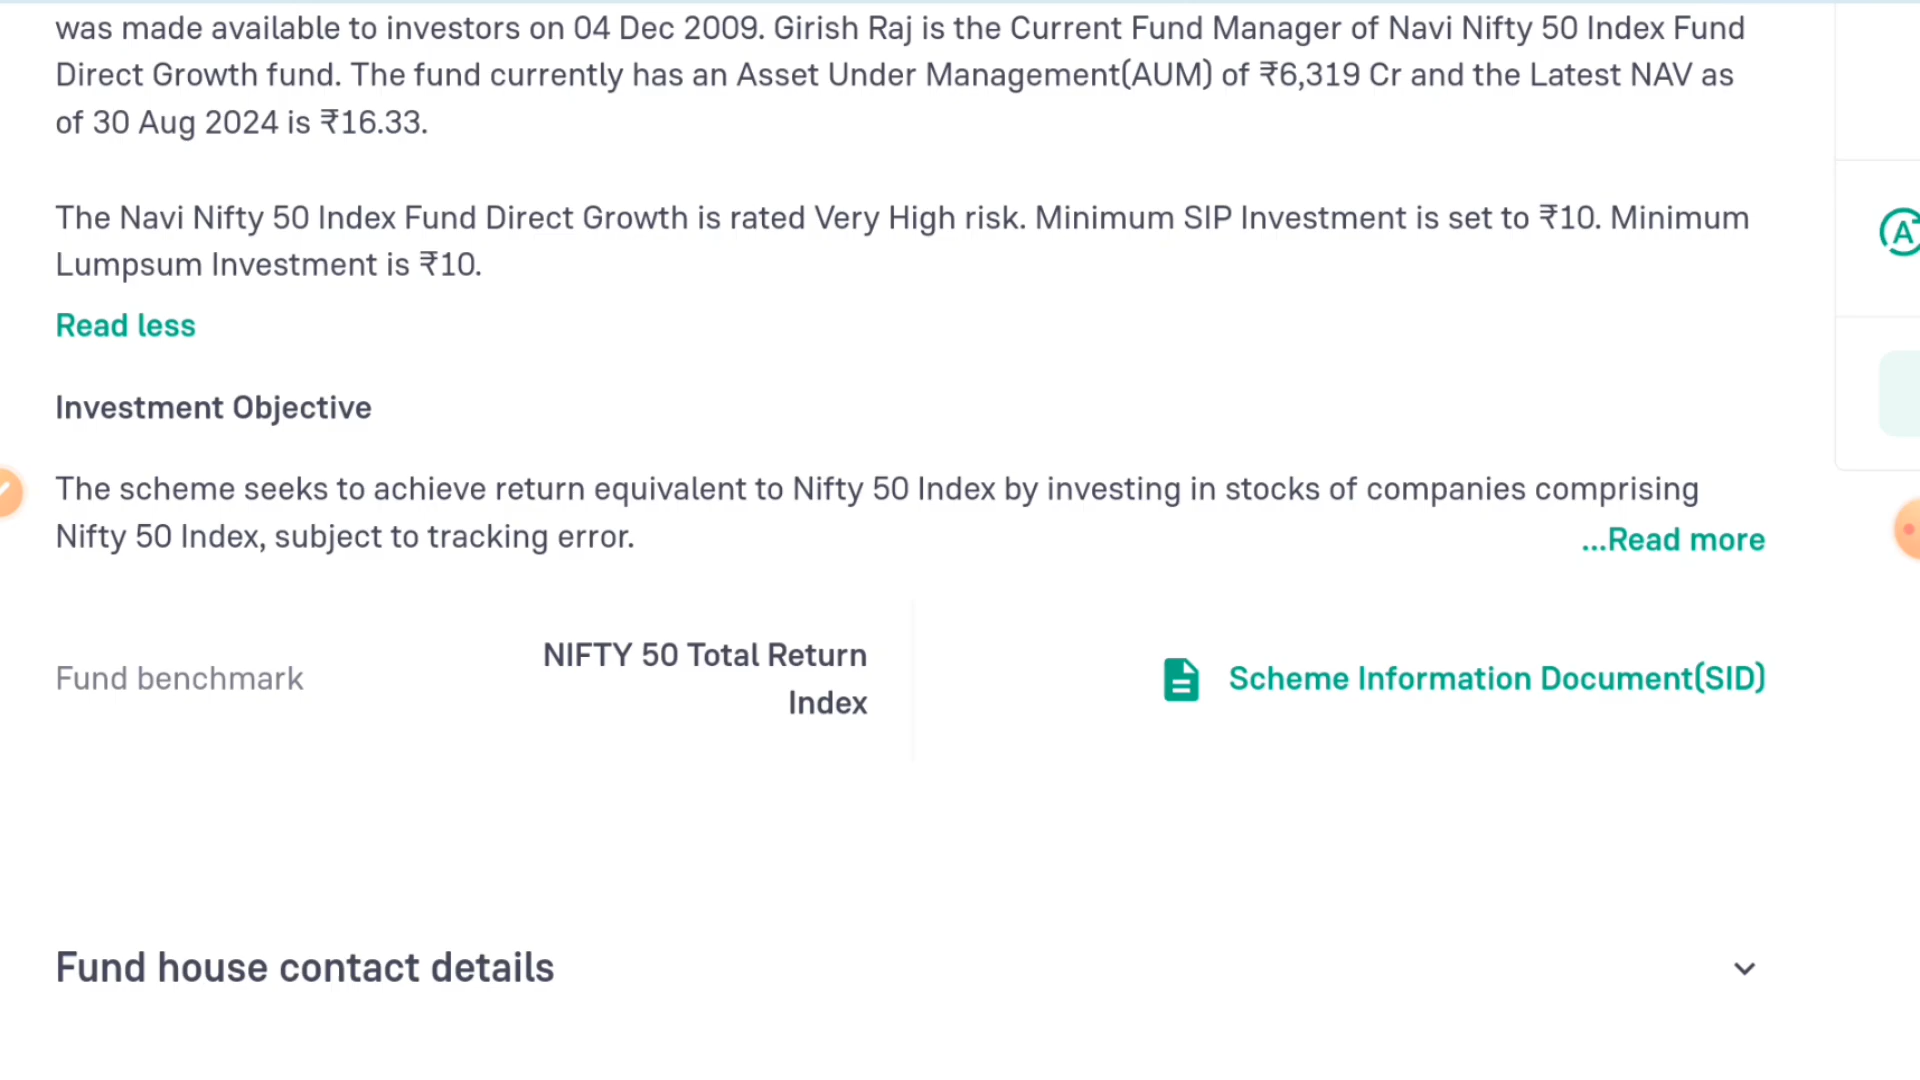 was made available to investors on 04 Dec 2009. Girish Raj is the Current Fund Manager of Navi Nifty 50 Index Fund
Direct Growth fund. The fund currently has an Asset Under Management(AUM) of ₹6,319 Cr and the Latest NAV as
of 30 Aug 2024 is ₹16.33.
The Navi Nifty 50 Index Fund Direct Growth is rated Very High risk. Minimum SIP Investment is set to ₹10. Minimum
Lumpsum Investment is ₹10.
Read less
Investment Objective
The scheme seeks to achieve return equivalent to Nifty 50 Index by investing in stocks of companies comprising
Nifty 50 Index, subject to tracking error.
...Read more
Fund benchmark
NIFTY 50 Total Return
Index
Scheme Information Document(SID)
Fund house contact details
A